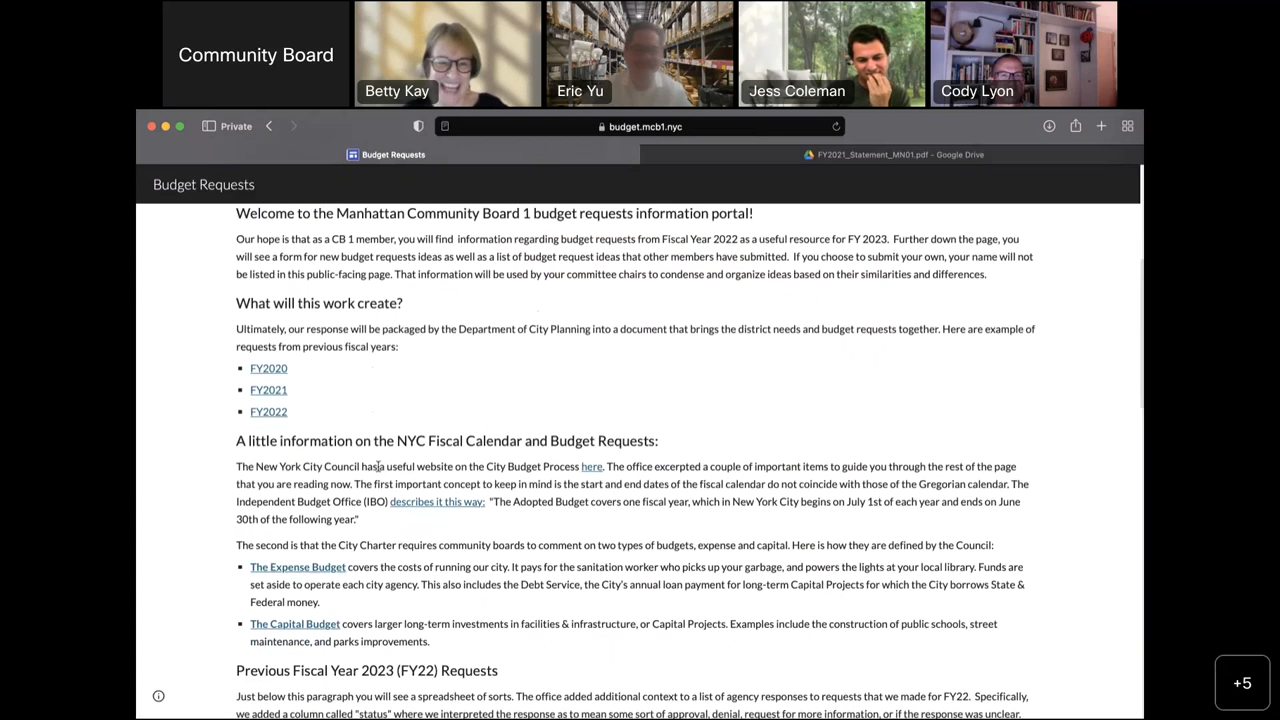 Community Board
Betty Kay
Eric Yu
Jess Coleman
Cody Lyon
Private
budget.mcb1.nyc
Budget Requests
FY2021_Statement_MN01.pdf - Google Drive
Budget Requests
Welcome to the Manhattan Community Board 1 budget requests information portal!
Our hope is that as a CB 1 member, you will find information regarding budget requests from Fiscal Year 2022 as a useful resource for FY 2023. Further down the page, you
will see a form for new budget requests ideas as well as a list of budget request ideas that other members have submitted. If you choose to submit your own, your name will not
be listed in this public-facing page. That information will be used by your committee chairs to condense and organize ideas based on their similarities and differences.
What will this work create?
Ultimately, our response will be packaged by the Department of City Planning into a document that brings the district needs and budget requests together. Here are example of
requests from previous fiscal years:
FY2020
FY2021
FY2022
A little information on the NYC Fiscal Calendar and Budget Requests:
The New York City Council has a useful website on the City Budget Process here. The office excerpted a couple of important items to guide you through the rest of the page
that you are reading now. The first important concept to keep in mind is the start and end dates of the fiscal calendar do not coincide with those of the Gregorian calendar. The
Independent Budget Office (IBO) describes it this way: "The Adopted Budget covers one fiscal year, which in New York City begins on July 1st of each year and ends on June
30th of the following year."
The second is that the City Charter requires community boards to comment on two types of budgets, expense and capital. Here is how they are defined by the Council:
The Expense Budget covers the costs of running our city. It pays for the sanitation worker who picks up your garbage, and powers the lights at your local library. Funds are
set aside to operate each city agency. This also includes the Debt Service, the City's annual loan payment for long-term Capital Projects for which the City borrows State &
Federal money.
The Capital Budget covers larger long-term investments in facilities & infrastructure, or Capital Projects. Examples include the construction of public schools, street
maintenance, and parks improvements.
Previous Fiscal Year 2023 (FY22) Requests
Just below this paragraph you will see a spreadsheet of sorts. The office added additional context to a list of agency responses to requests that we made for FY22. Specifically,
we added a column called "status" where we interpreted the response as to mean some sort of approval, denial, request for more information, or if the response was unclear.
+5